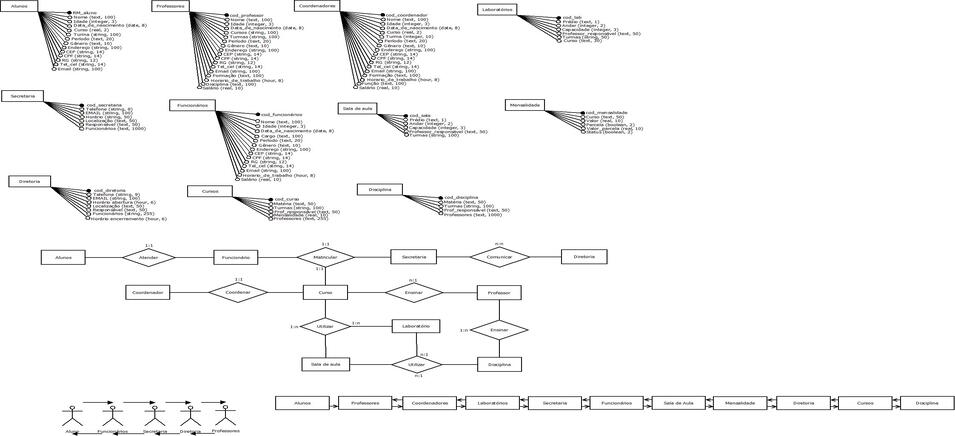 Alunos
RM_aluno
Nome (text, 100)
Idade (integer, 3)
Data_de_nascimento (date, 8)
Curso (real, 2)
Turma (string, 100)
Período (text, 20)
Gênero (text, 10)
Endereço (string, 100)
CEP (string, 14)
CPF (string, 14)
RG (string, 12)
Tel_cel (string, 14)
Email (string, 100)
Professores
cod_professor
Nome (text, 100)
Idade (integer, 3)
Data_de_nascimento (date, 8)
Cursos (string, 100)
Turmas (string, 100)
Período (text, 20)
Gênero (text, 10)
Endereço (string, 100)
CEP (string, 14)
CPF (string, 14)
RG (string, 12)
Tel_cel (string, 14)
Email (string, 100)
Formação (text, 100)
Horario_de_trabalho (hour, 8)
Disciplina (text, 100)
Salário (real, 10)
Coordenadores
cod_coordenador
Nome (text, 100)
Idade (integer, 3)
Data_de_nascimento (date, 8)
Curso (real, 2)
Turma (text, 100)
Período (text, 20)
Gênero (text, 10)
Endereço (string, 100)
CEP (string, 14)
CPF (string, 14)
RG (string, 12)
Tel_cel (string, 14)
Email (string, 100)
Formação (text, 100)
Horario_de_trabalho (hour, 8)
Função (text, 100)
Salário (real, 10)
Laboratórios
cod_lab
Prédio (text, 1)
Andar (integer, 2)
Capacidade (integer, 2)
Professor_responsável (text, 50)
Turmas (string, 50)
Curso (text, 30)
Secretaria
cod_secretaria
Telefone (string, 9)
EMAIL (string, 100)
Horário (string, 50)
Localização (text, 50)
Responsável (text, 50)
Funcionários (text, 1000)
Funcionários
cod_funcionários
Nome (text, 100)
Idade (integer, 3)
Data_de_nascimento (date, 8)
Cargo (text, 100)
Período (text, 20)
Gênero (text, 10)
Endereço (string, 100)
CEP (string, 14)
CPF (string, 14)
RG (string, 12)
Tel_cel (string, 14)
Email (string, 100)
Horario_de_trabalho (hour, 8)
Salário (real, 10)
Sala de aula
cod_sala
Prédio (text, 1)
Andar (integer, 2)
Capacidade (integer, 3)
Professor_responsável (text, 50)
Turmas (string, 100)
Mensalidade
cod_mensalidade
Curso (text, 50)
Valor (real, 10)
Parcela (boolean, 2)
Valor_parcela (real, 10)
Status (boolean, 2)
Diretoria
cod_diretoria
Telefone (string, 9)
EMAIL (string, 100)
Horário abertura (hour, 6)
Localização (text, 50)
Responsável (text, 50)
Funcionários (string, 255)
Horário encerramento (hour, 6)
Cursos
cod_curso
Matéria (text, 50)
Turmas (string, 100)
Prof_responsável (text, 50)
Mensalidade (real, 10)
Professores (text, 255)
Disciplina
cod_disciplina
Matéria (text, 50)
Turmas (string, 100)
Prof_responsável (text, 50)
Professores (text, 1000)
1:1 1:1 n:n
Alunos Atender Funcionário Matricular Secretaria Comunicar Diretoria
1:1
1:1 n:1
Coordenador Coordenar Curso Ensinar Professor
1:n Utilizar 1:n Laboratório 1:n Ensinar
n:1
Sala de aula Utilizar Disciplina
n:1
Aluno Funcionários Secretaria Diretoria Professores
Alunos Professores Coordenadores Laboratórios Secretaria Funcionários Sala de Aula Mensalidade Diretoria Cursos Disciplina